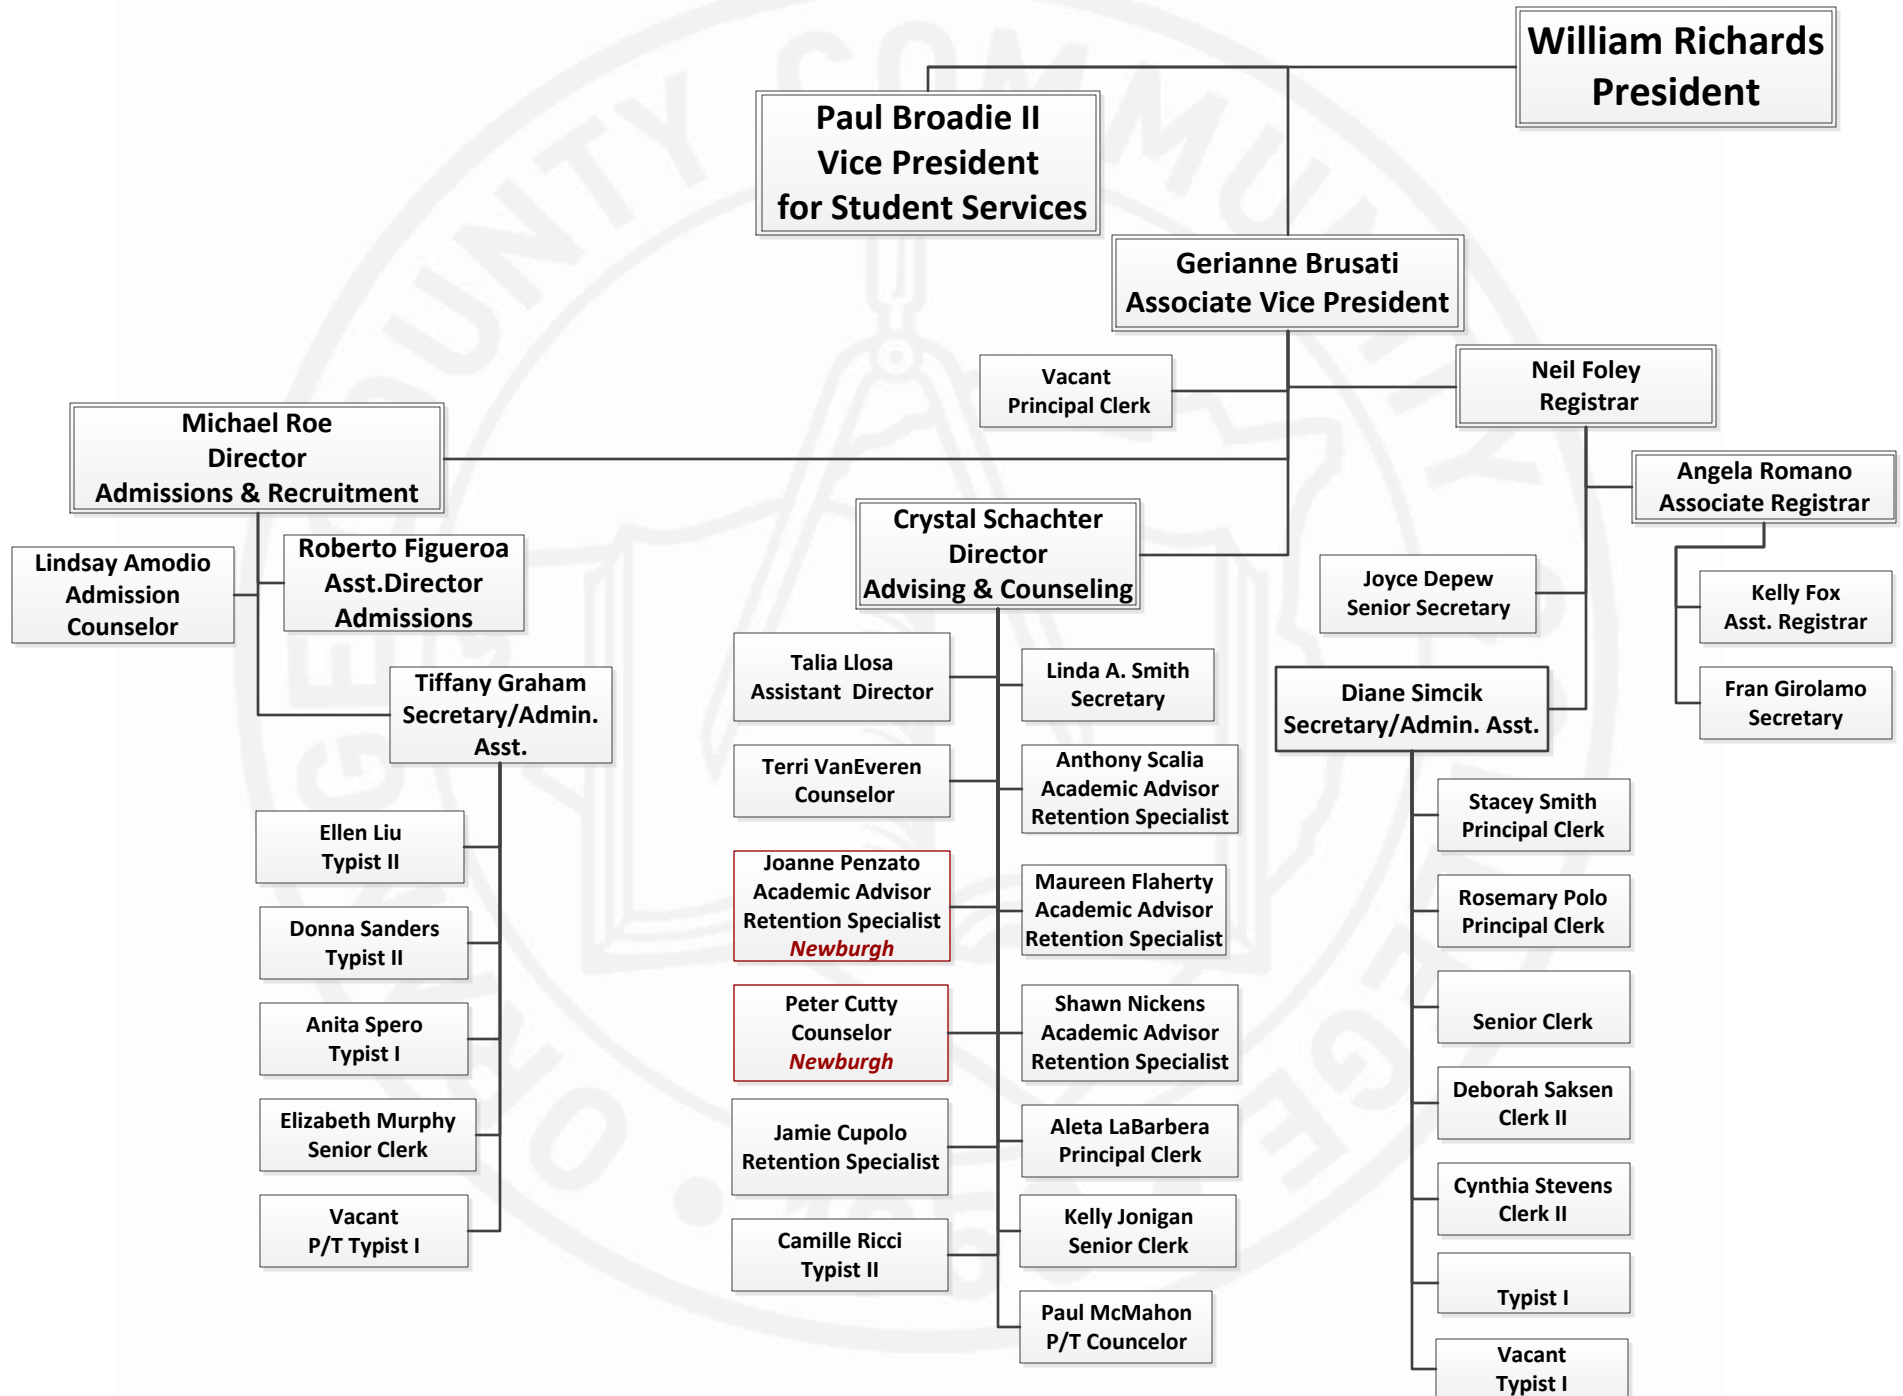 William Richards
President
Paul Broadie II
Vice President
for Student Services
Gerianne Brusati
Associate Vice President
Vacant
Principal Clerk
Neil Foley
Registrar
Michael Roe
Director
Admissions & Recruitment
Angela Romano
Associate Registrar
Crystal Schachter
Director
Advising & Counseling
Lindsay Amodio
Admission
Counselor
Roberto Figueroa
Asst.Director
Admissions
Joyce Depew
Senior Secretary
Kelly Fox
Asst. Registrar
Fran Girolamo
Secretary
Tiffany Graham
Secretary/Admin.
Asst.
Ellen Liu
Typist II
Donna Sanders
Typist II
Anita Spero
Typist I
Elizabeth Murphy
Senior Clerk
Vacant
P/T Typist I
Talia Llosa
Assistant Director
Linda A. Smith
Secretary
Terri VanEveren
Counselor
Anthony Scalia
Academic Advisor
Retention Specialist
Joanne Penzato
Academic Advisor
Retention Specialist
Newburgh
Maureen Flaherty
Academic Advisor
Retention Specialist
Peter Cutty
Counselor
Newburgh
Shawn Nickens
Academic Advisor
Retention Specialist
Jamie Cupolo
Retention Specialist
Aleta LaBarbera
Principal Clerk
Camille Ricci
Typist II
Kelly Jonigan
Senior Clerk
Paul McMahon
P/T Councelor
Diane Simcik
Secretary/Admin. Asst.
Stacey Smith
Principal Clerk
Rosemary Polo
Principal Clerk
Senior Clerk
Deborah Saksen
Clerk II
Cynthia Stevens
Clerk II
Typist I
Vacant
Typist I
ORANGE COUNTY COMMUNITY COLLEGE